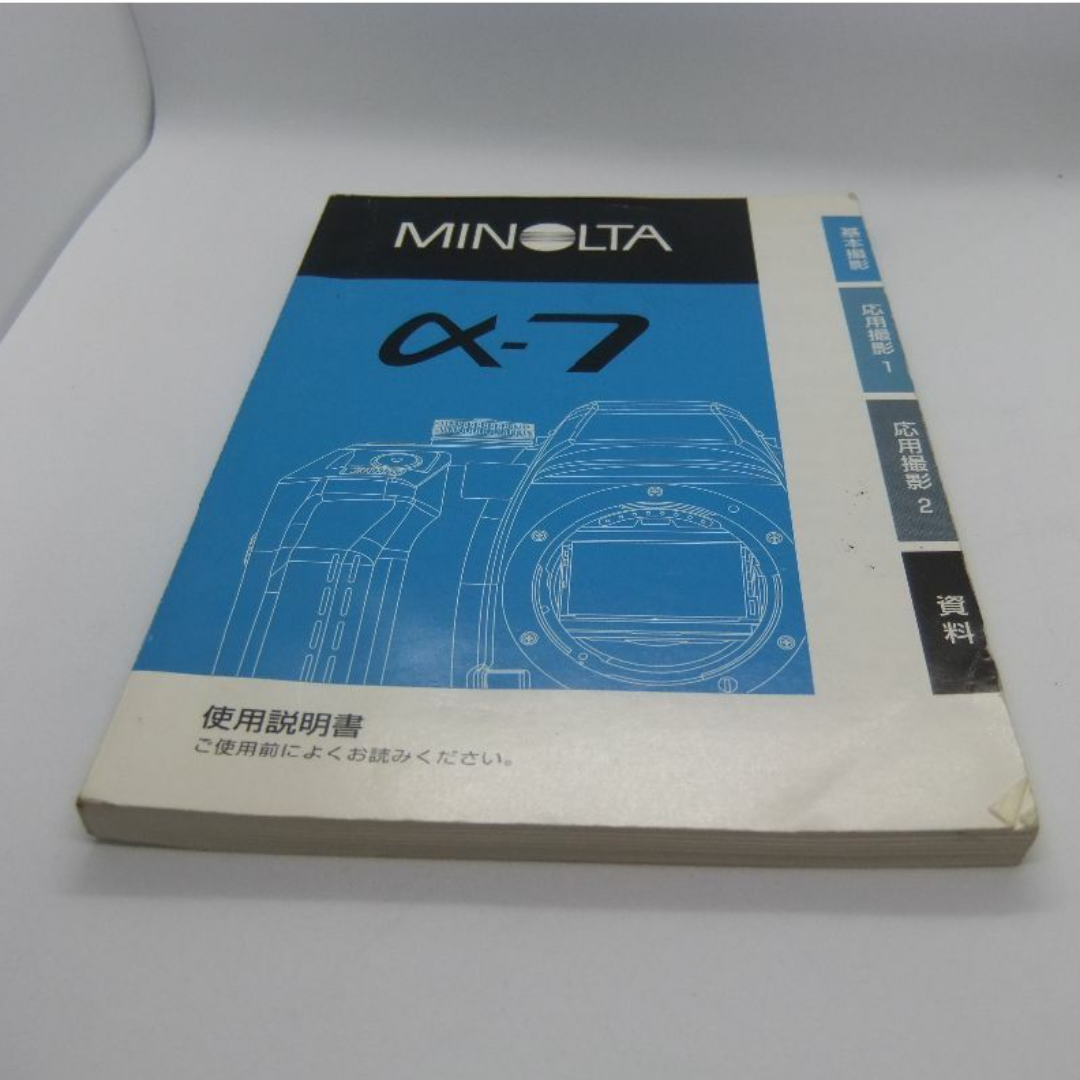 MINOLTA
α-7
基本撮影
応用撮影 1
応用撮影 2
資料
使用説明書
ご使用前によくお読みください。